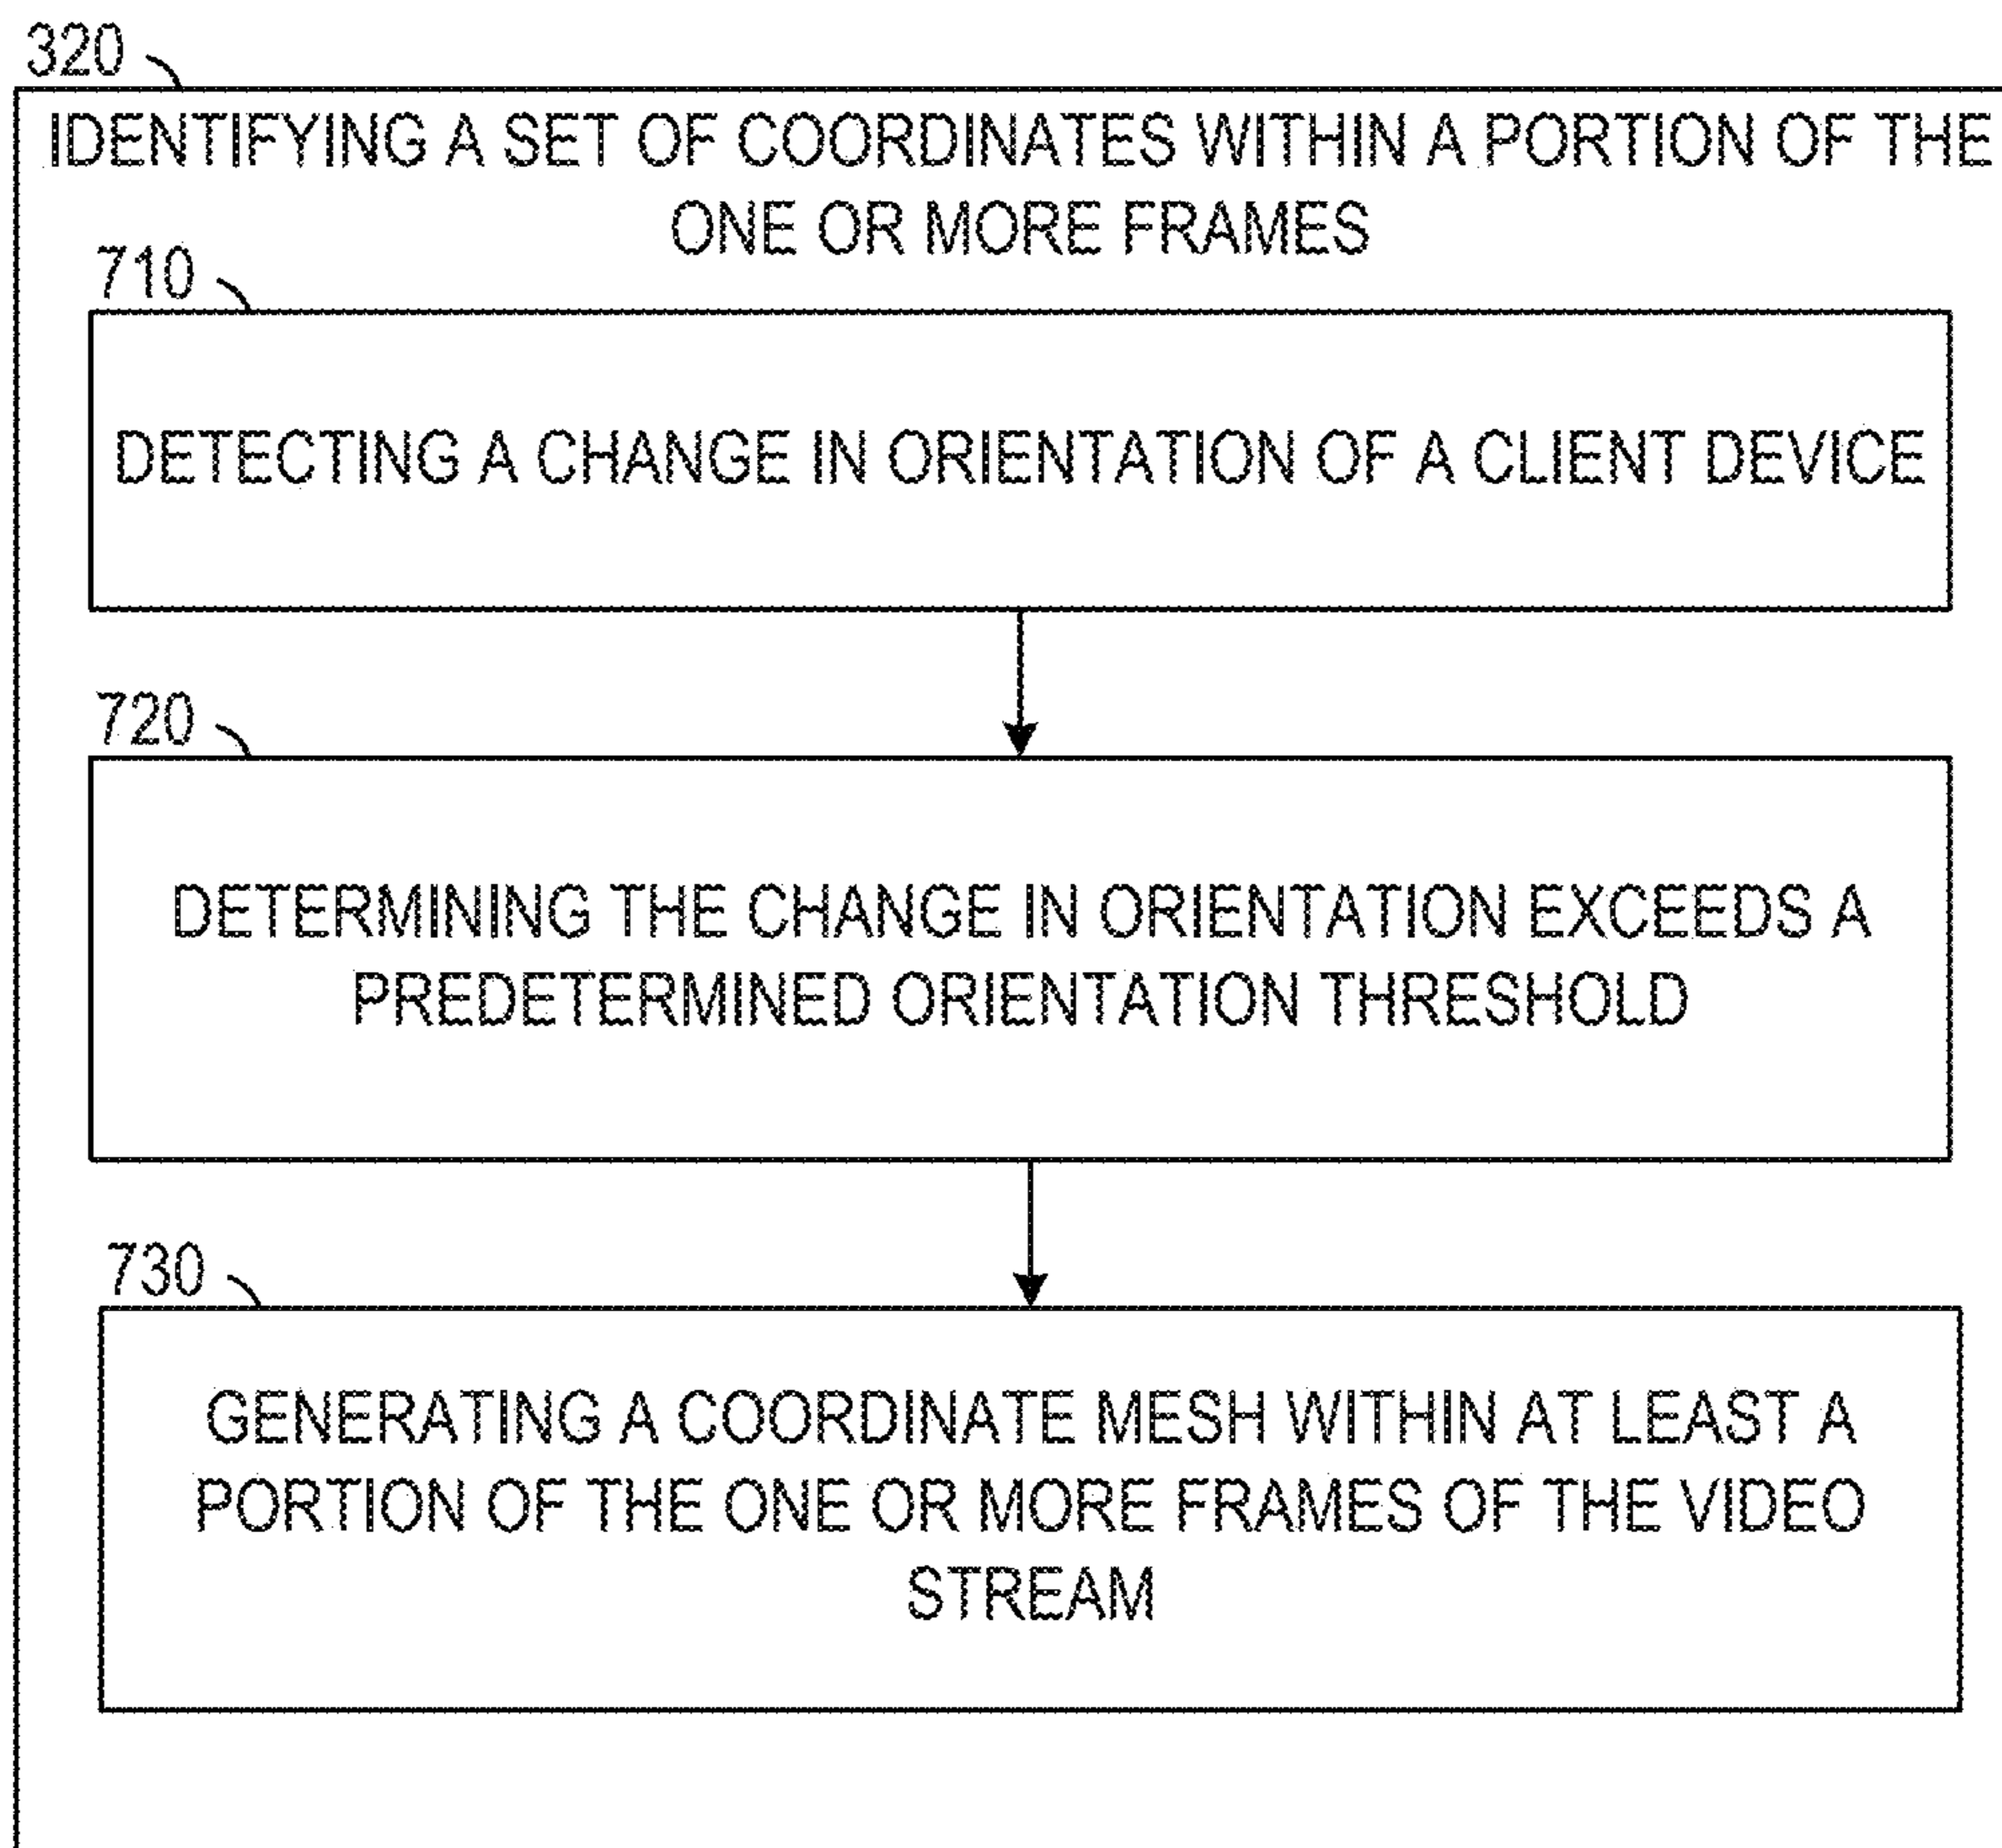 320
IDENTIFYING A SET OF COORDINATES WITHIN A PORTION OF THE
ONE OR MORE FRAMES
710
DETECTING A CHANGE IN ORIENTATION OF A CLIENT DEVICE
720
DETERMINING THE CHANGE IN ORIENTATION EXCEEDS A
PREDETERMINED ORIENTATION THRESHOLD
730
GENERATING A COORDINATE MESH WITHIN AT LEAST A
PORTION OF THE ONE OR MORE FRAMES OF THE VIDEO
STREAM